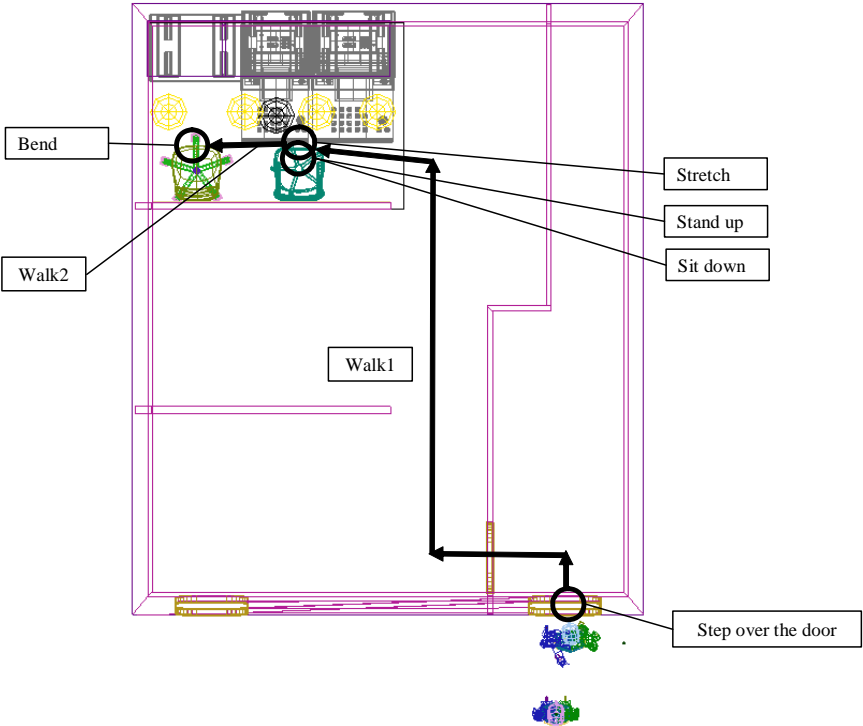 Bend
Stretch
Stand up
Sit down
Walk2
Walk1
Step over the door